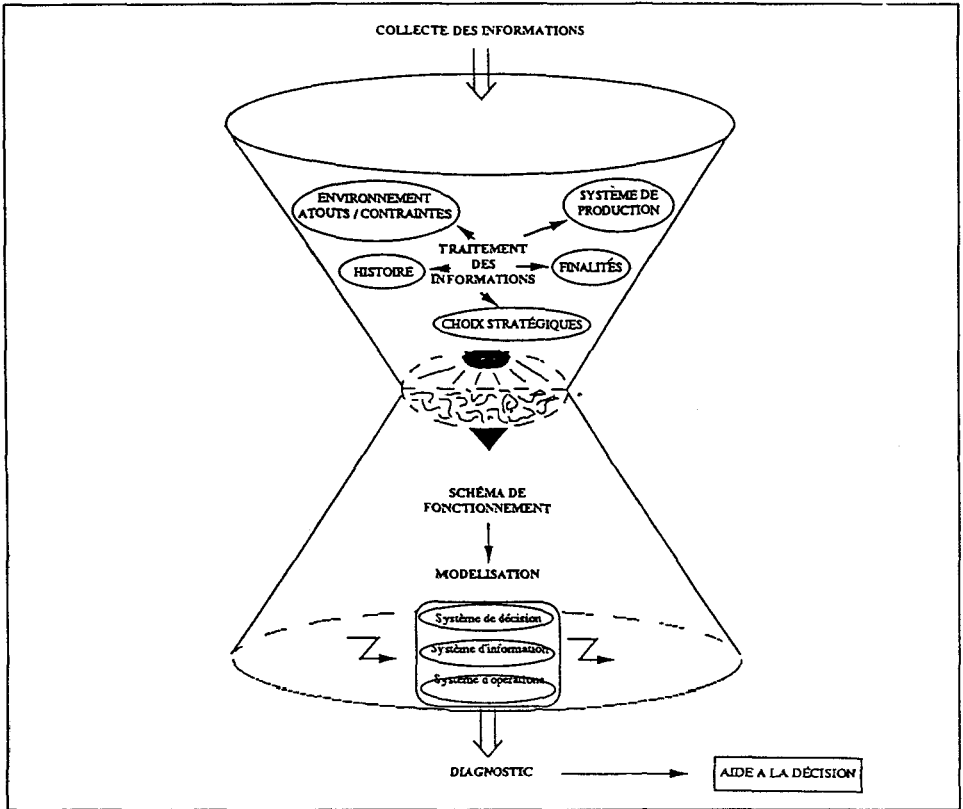 COLLECTE DES INFORMATIONS
ENVIRONNEMENT
ATOUTS / CONTRAINTES
SYSTÈME DE
PRODUCTION
TRAITEMENT
DES
INFORMATIONS
HISTOIRE
FINALITÉS
CHOIX STRATÉGIQUES
SCHÉMA DE
FONCTIONNEMENT
MODELISATION
Système de décision
Système d'information
Système d'opérations
DIAGNOSTIC
AIDE A LA DÉCISION